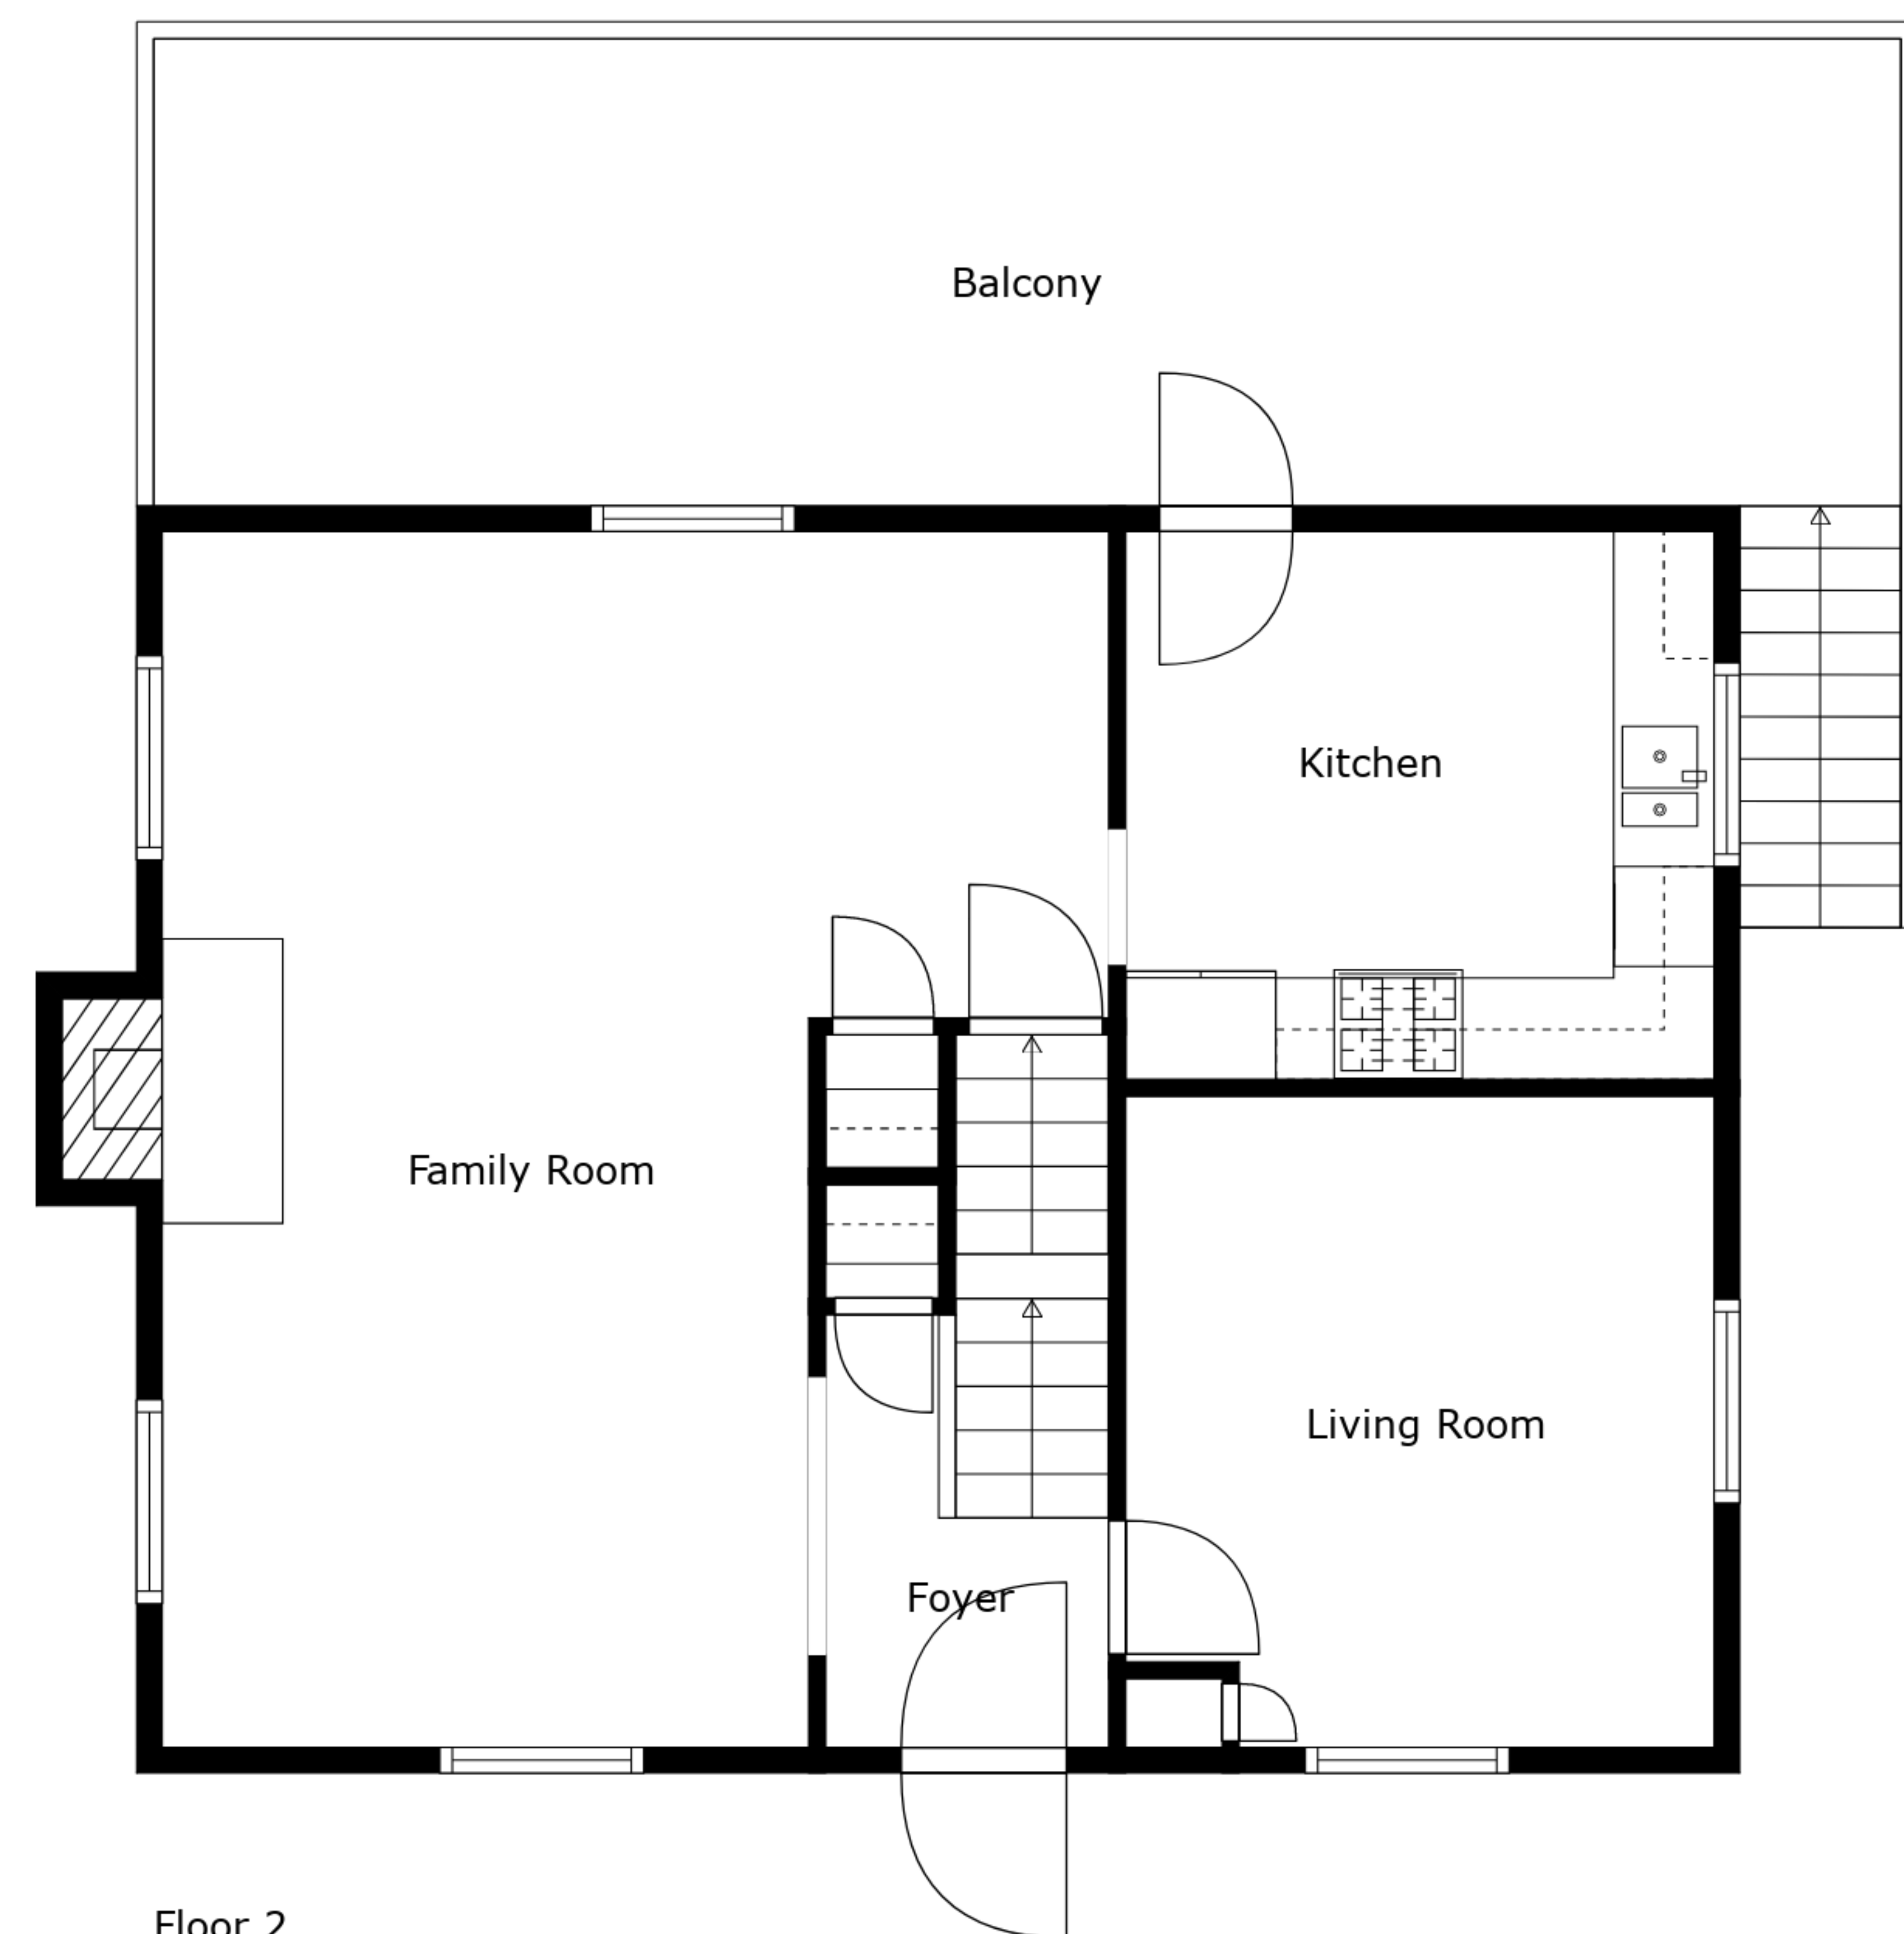 Balcony
Kitchen
Family Room
Living Room
Foyer
Floor 2